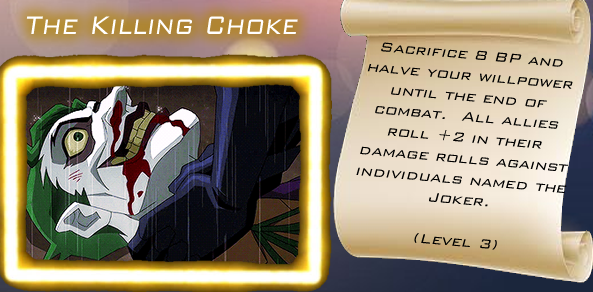 The Killing Choke
Sacrifice 8 BP and
halve your willpower
until the end of
combat. All allies
roll +2 in their
damage rolls against
individuals named the
Joker.
(Level 3)